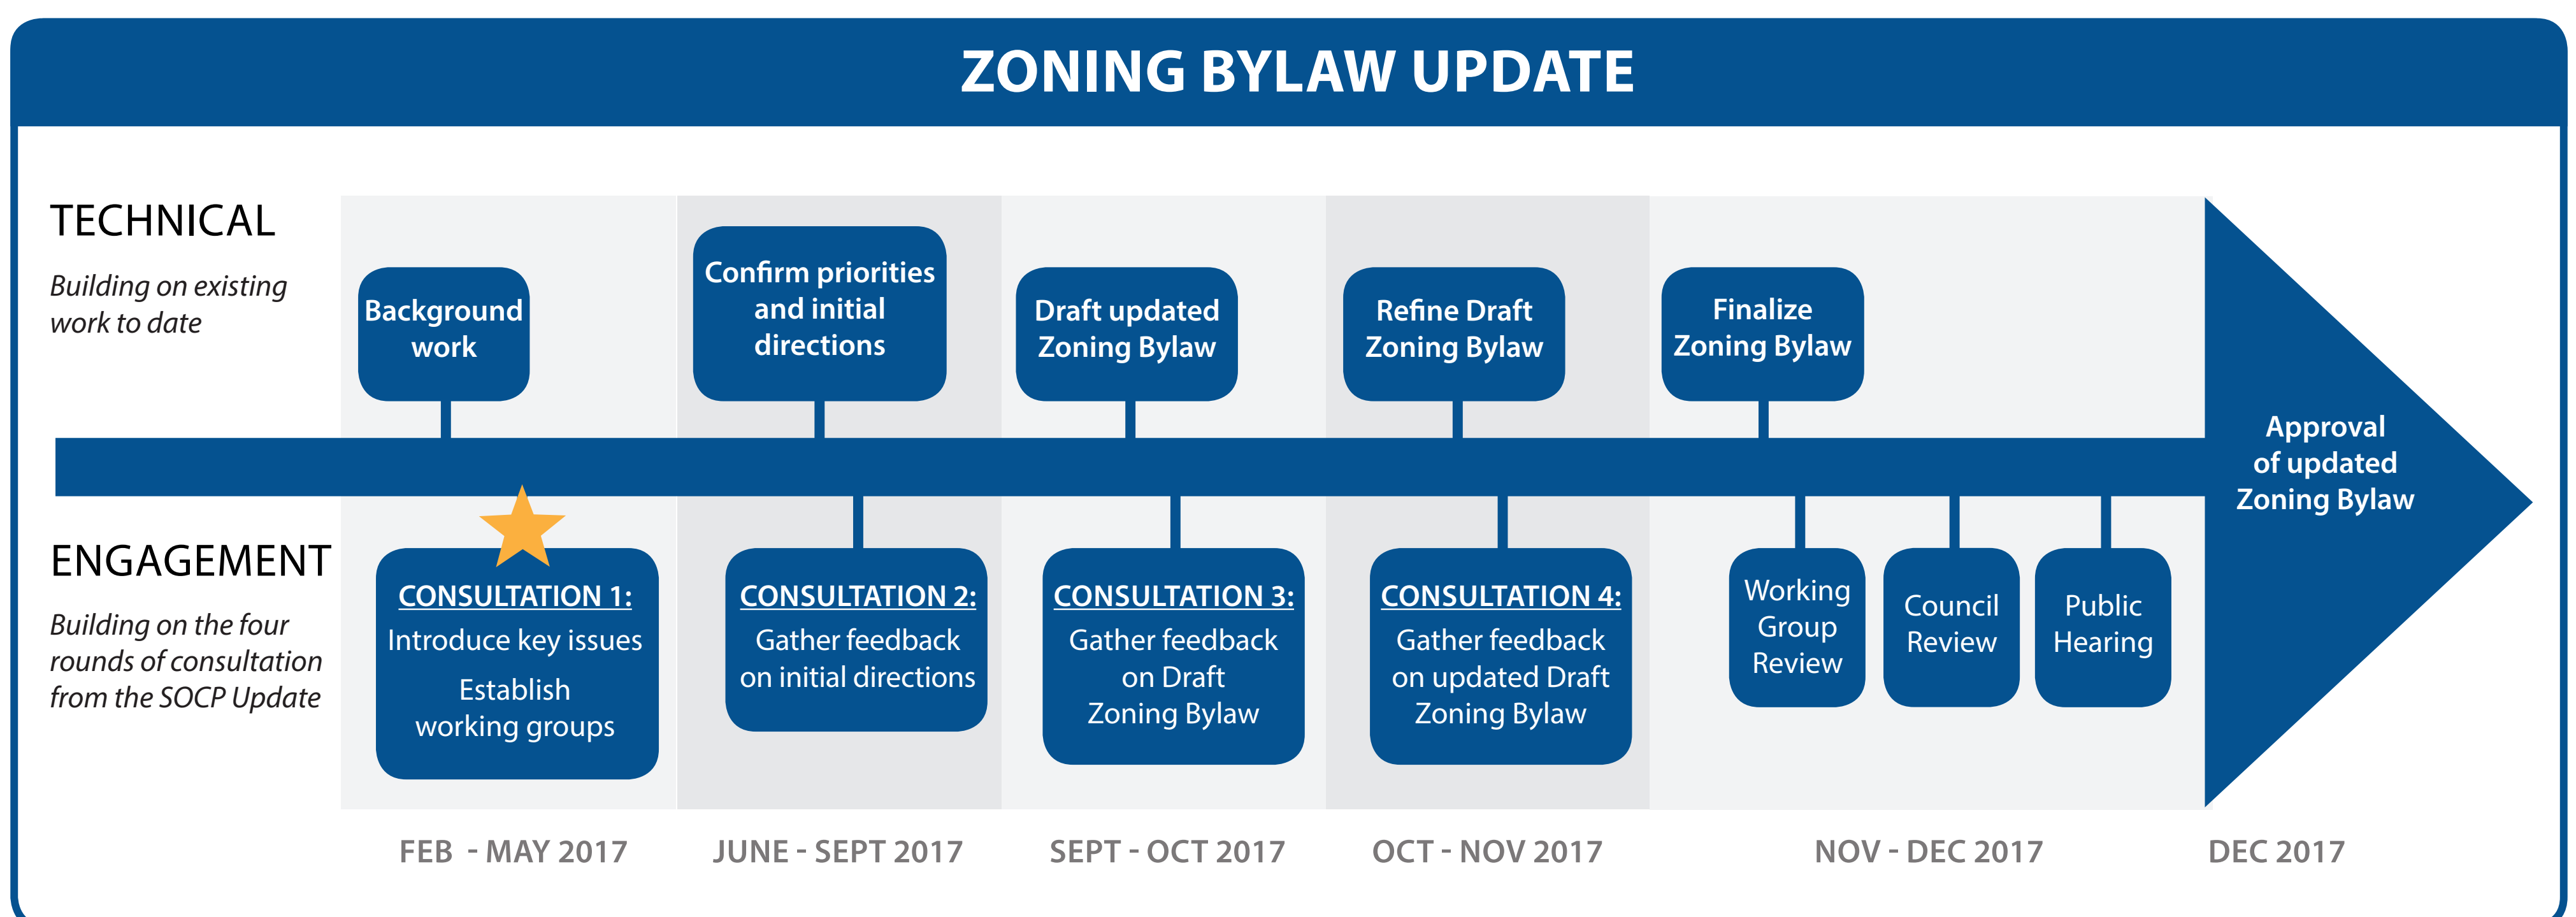 ZONING BYLAW UPDATE
TECHNICAL
Building on existing
work to date
Background
work
Confirm priorities
and initial
directions
Draft updated
Zoning Bylaw
Refine Draft
Zoning Bylaw
Finalize
Zoning Bylaw
Approval
of updated
Zoning Bylaw
ENGAGEMENT
Building on the four
rounds of consultation
from the SOCP Update
CONSULTATION 1:
Introduce key issues
Establish
working groups
CONSULTATION 2:
Gather feedback
on initial directions
CONSULTATION 3:
Gather feedback
on Draft
Zoning Bylaw
CONSULTATION 4:
Gather feedback
on updated Draft
Zoning Bylaw
Working
Group
Review
Council
Review
Public
Hearing
FEB - MAY 2017
JUNE - SEPT 2017
SEPT - OCT 2017
OCT - NOV 2017
NOV - DEC 2017
DEC 2017